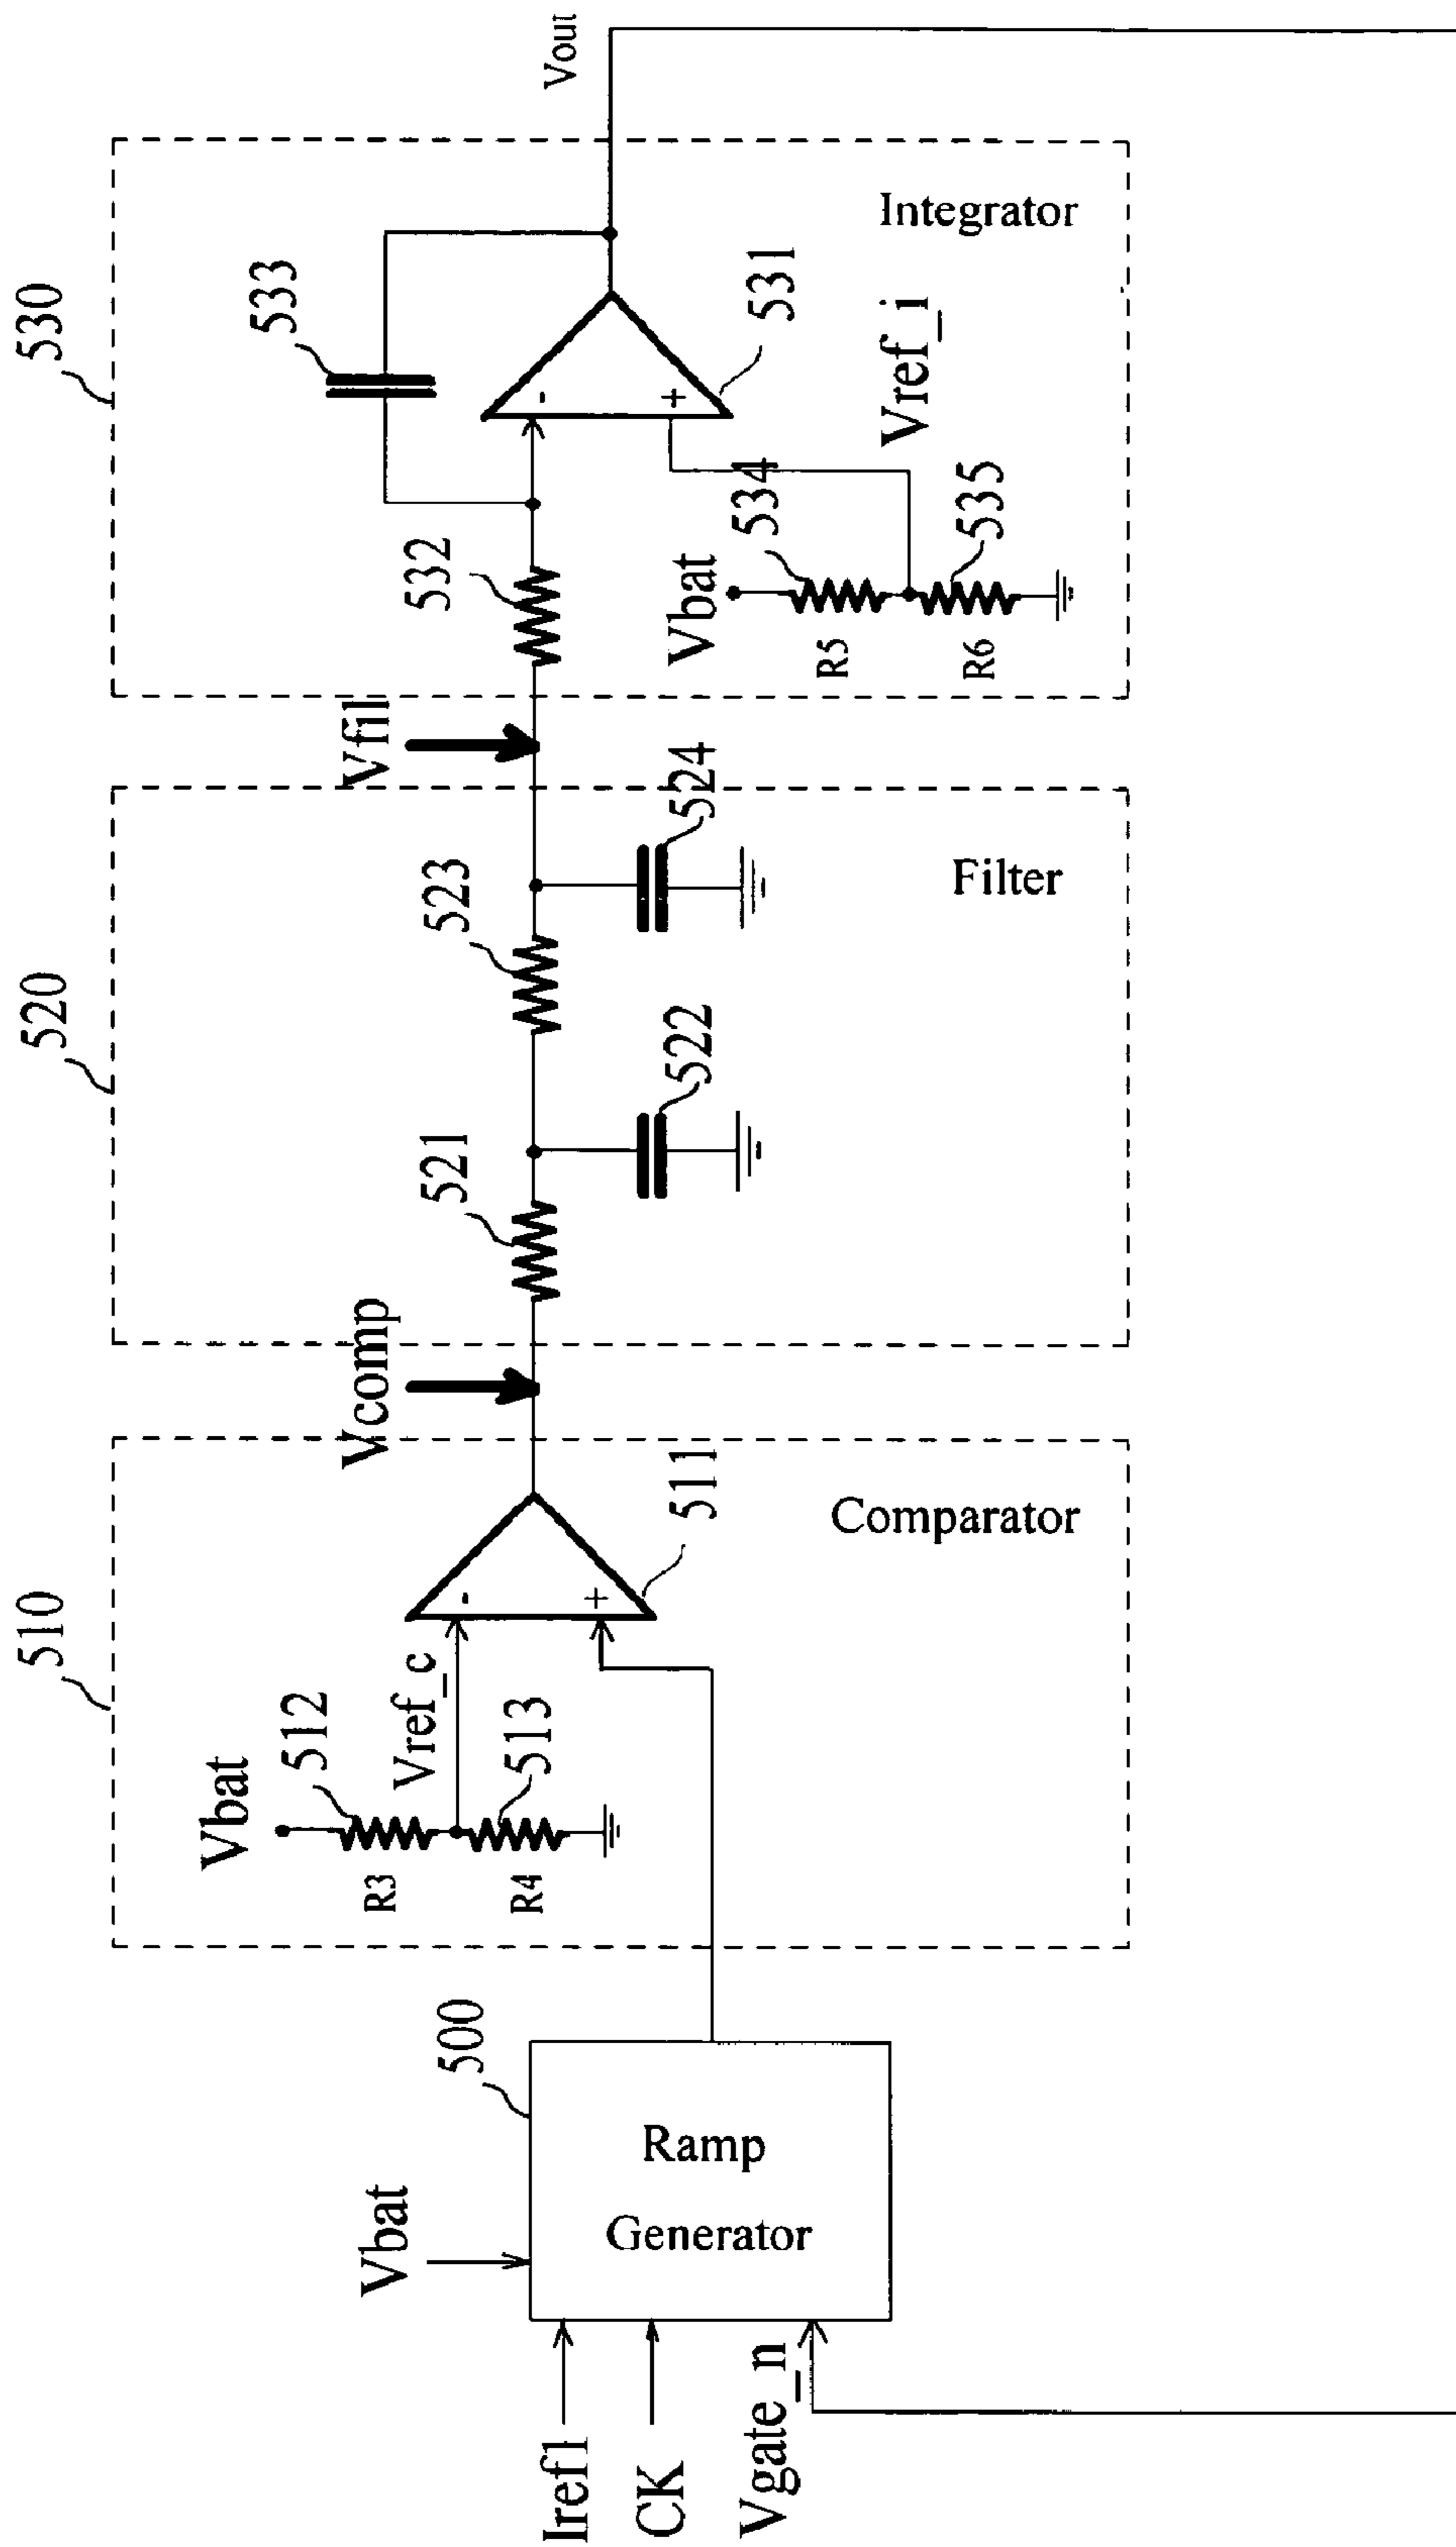 530
533
Vout
Integrator
531
532
Vref_i
Vbat
534
535
R5
R6
Vfil
520
523
524
521
522
Filter
Vcomp
510
511
Comparator
Vbat
512
Vref_c
513
R3
R4
-
+
-
+
500
Ramp
Generator
Vbat
Iref1
CK
Vgate_n